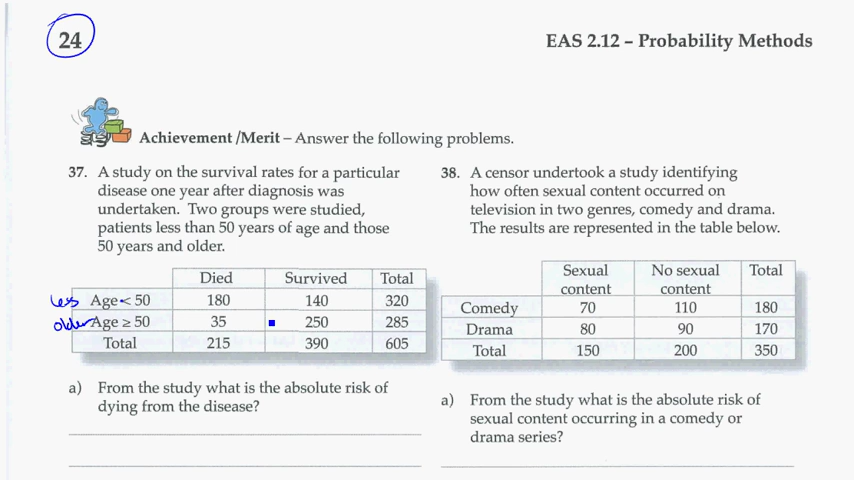 24
EAS 2.12 – Probability Methods
Achievement /Merit – Answer the following problems.
37. A study on the survival rates for a particular
disease one year after diagnosis was
undertaken. Two groups were studied,
patients less than 50 years of age and those
50 years and older.
Died Survived Total
less Age < 50 180 140 320
older Age ≥ 50 35 250 285
Total 215 390 605
a) From the study what is the absolute risk of
dying from the disease?
38. A censor undertook a study identifying
how often sexual content occurred on
television in two genres, comedy and drama.
The results are represented in the table below.
Sexual No sexual Total
content content
Comedy 70 110 180
Drama 80 90 170
Total 150 200 350
a) From the study what is the absolute risk of
sexual content occurring in a comedy or
drama series?